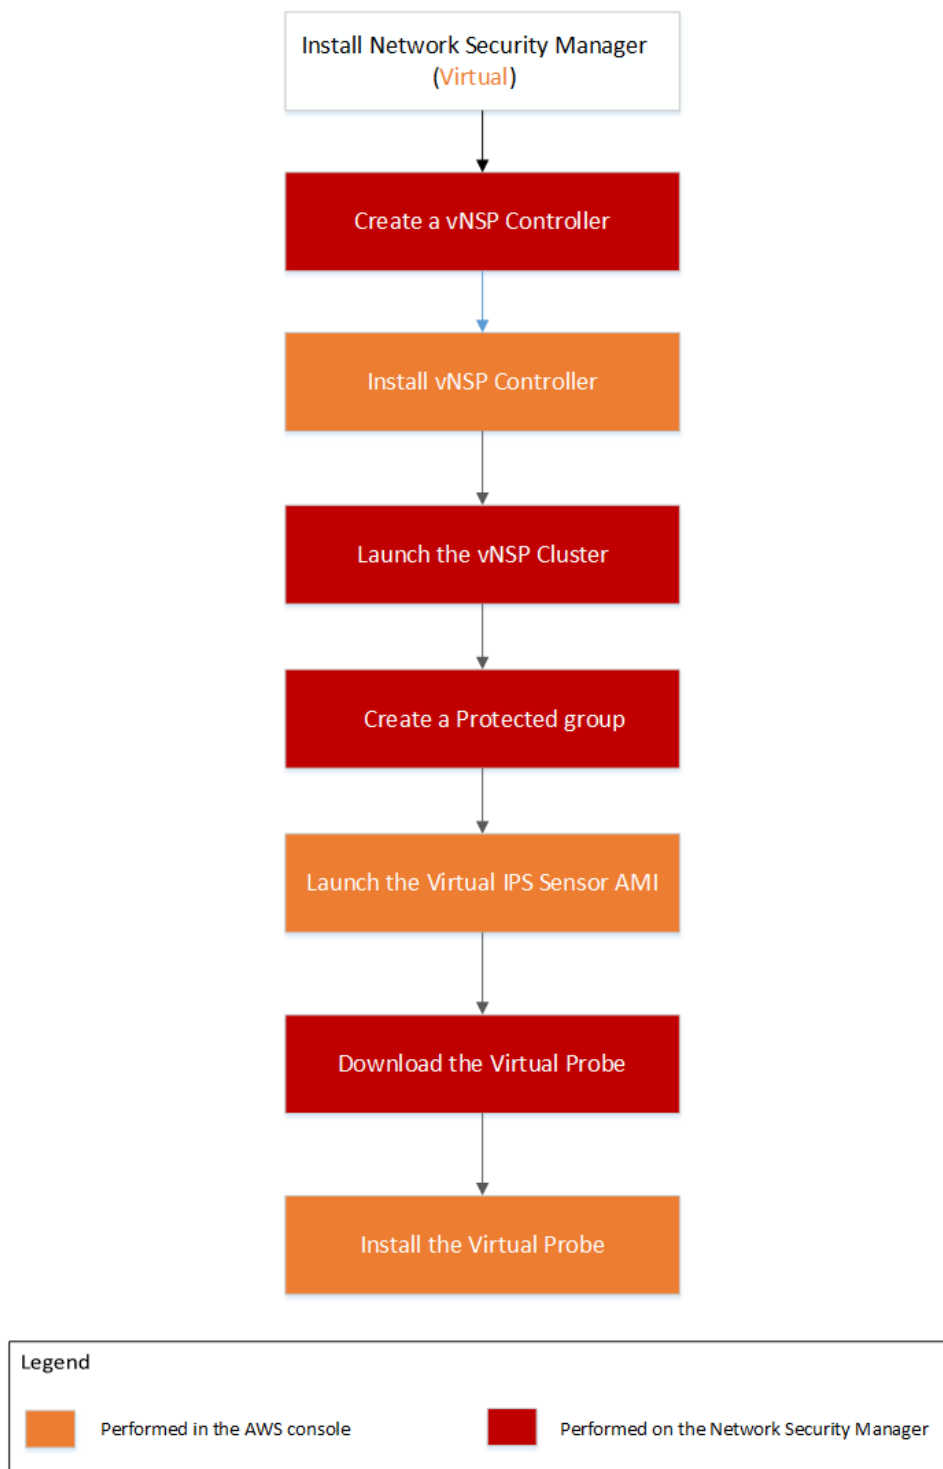 Install Network Security Manager
(Virtual)
Create a vNSP Controller
Install vNSP Controller
Launch the vNSP Cluster
Create a Protected group
Launch the Virtual IPS Sensor AMI
Download the Virtual Probe
Install the Virtual Probe
Legend
Performed in the AWS console
Performed on the Network Security Manager